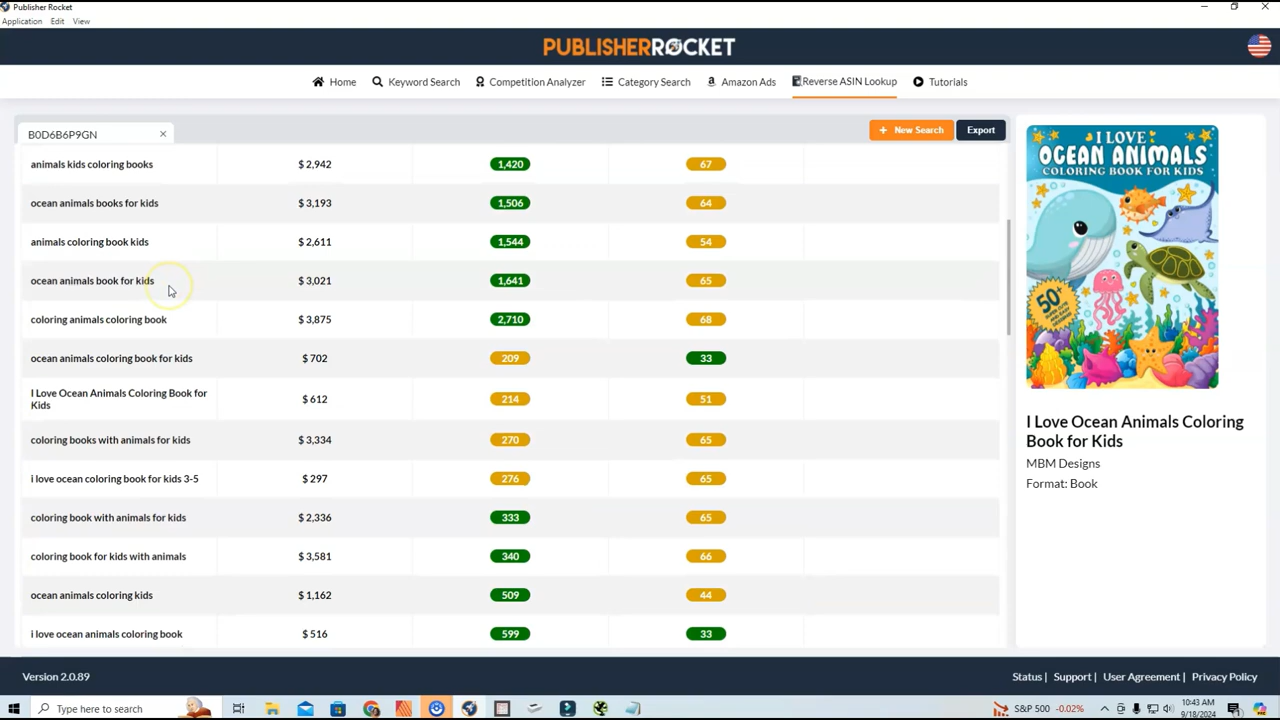 Publisher Rocket
Application Edit View
PUBLISHERROCKET
Home Keyword Search Competition Analyzer Category Search Amazon Ads Reverse ASIN Lookup Tutorials
B0D6B6P9GN ×
+ New Search Export
animals kids coloring books $ 2,942 1,420 67
ocean animals books for kids $ 3,193 1,506 64
animals coloring book kids $ 2,611 1,544 54
ocean animals book for kids $ 3,021 1,641 65
coloring animals coloring book $ 3,875 2,710 68
ocean animals coloring book for kids $ 702 209 33
I Love Ocean Animals Coloring Book for
Kids $ 612 214 51
coloring books with animals for kids $ 3,334 270 65
i love ocean coloring book for kids 3-5 $ 297 276 65
coloring book with animals for kids $ 2,336 333 65
coloring book for kids with animals $ 3,581 340 66
ocean animals coloring kids $ 1,162 509 44
i love ocean animals coloring book $ 516 599 33
I LOVE
OCEAN ANIMALS
COLORING BOOK FOR KIDS
50+
I Love Ocean Animals Coloring
Book for Kids
MBM Designs
Format: Book
Version 2.0.89
Status | Support | User Agreement | Privacy Policy
Type here to search
S&P 500 -0.02%
10:43 AM
9/18/2024